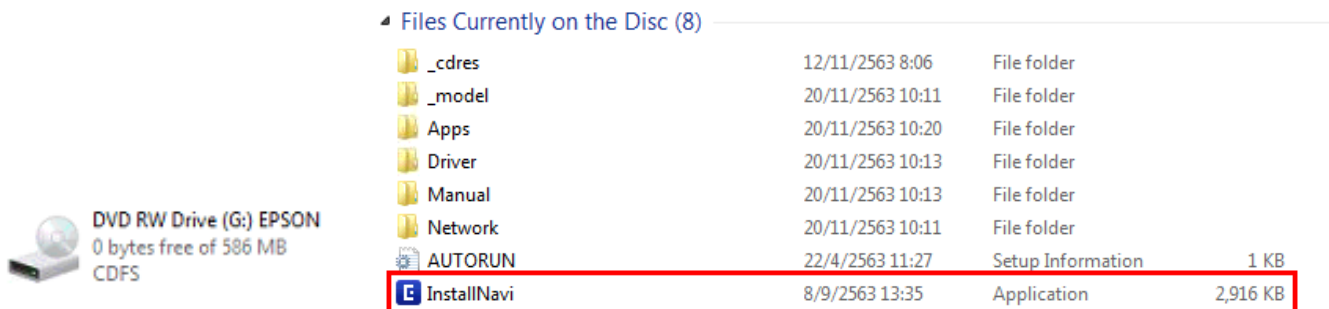 Files Currently on the Disc (8)
_cdres 12/11/2563 8:06 File folder
_model 20/11/2563 10:11 File folder
Apps 20/11/2563 10:20 File folder
Driver 20/11/2563 10:13 File folder
Manual 20/11/2563 10:13 File folder
Network 20/11/2563 10:11 File folder
AUTORUN 22/4/2563 11:27 Setup Information 1 KB
InstallNavi 8/9/2563 13:35 Application 2,916 KB
DVD RW Drive (G:) EPSON
0 bytes free of 586 MB
CDFS